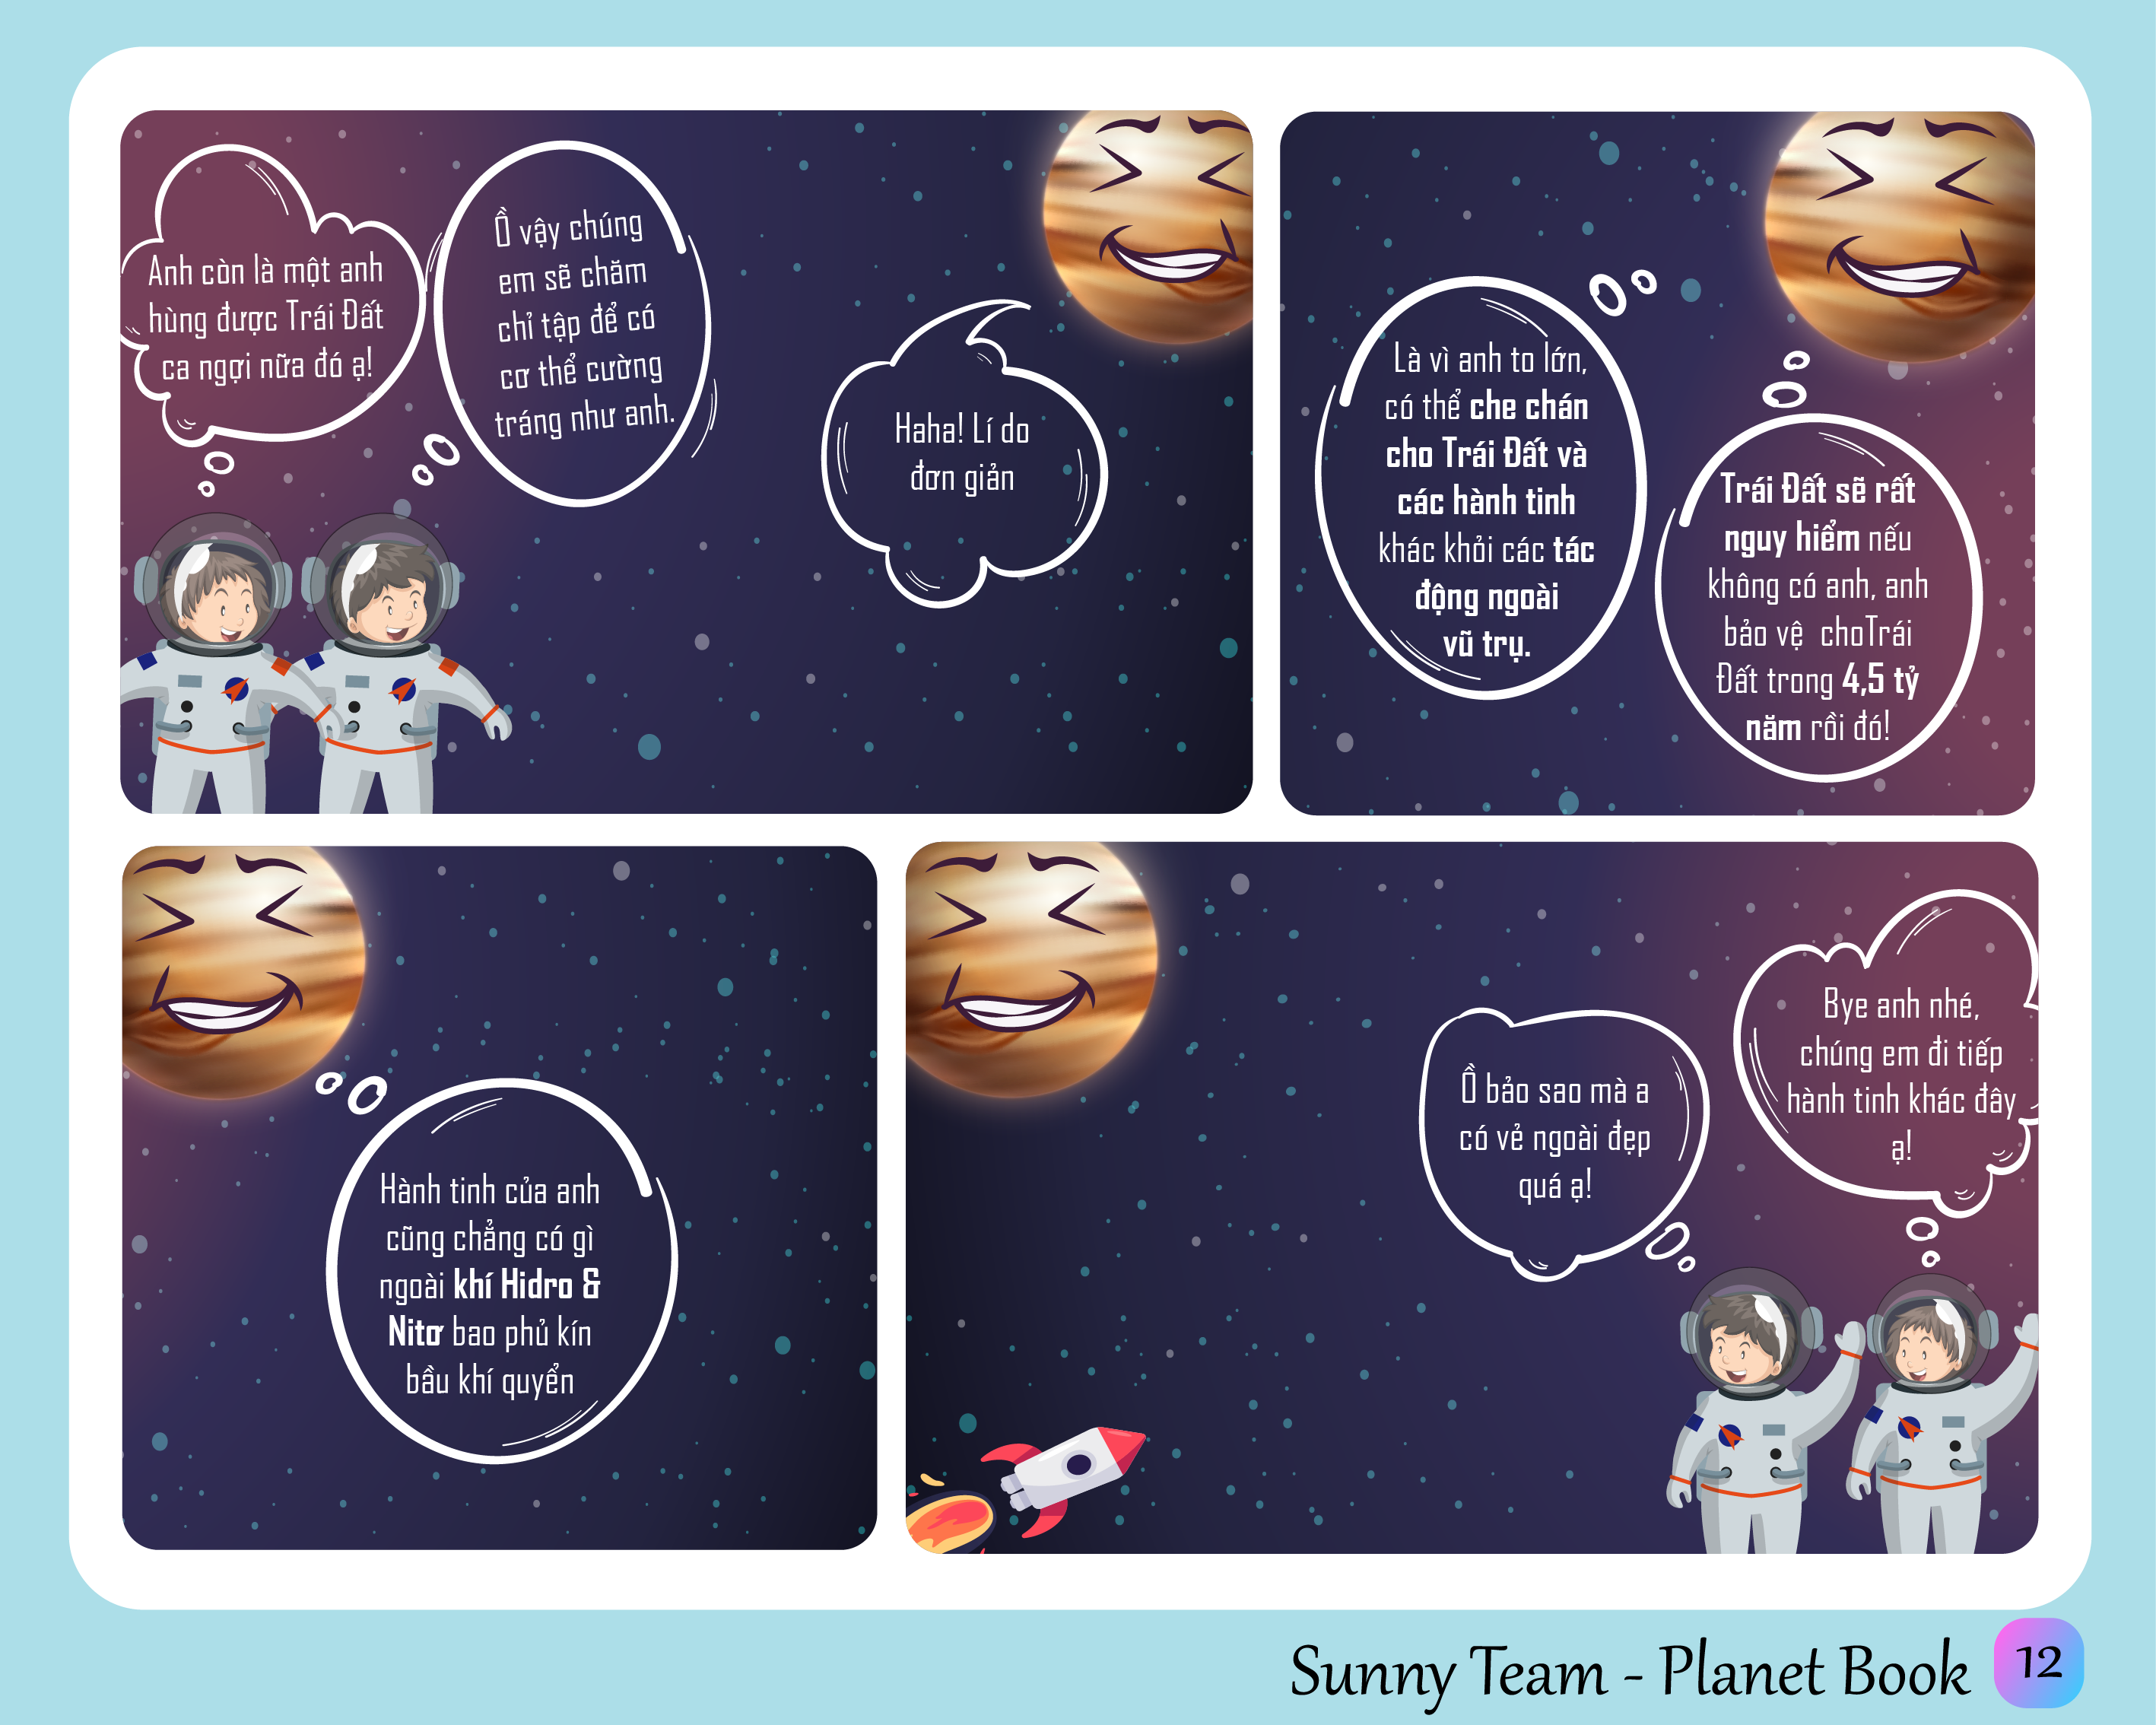 Anh còn là một anh
hùng được Trái Đất
ca ngợi nữa đó ạ!
Ồ vậy chúng
em sẽ chăm
chỉ tập để có
cơ thể cường
tráng như anh.
Haha! Lí do
đơn giản
Là vì anh to lớn,
có thể che chán
cho Trái Đất và
các hành tinh
khác khỏi các tác
động ngoài
vũ trụ.
Trái Đất sẽ rất
nguy hiểm nếu
không có anh, anh
bảo vệ choTrái
Đất trong 4,5 tỷ
năm rồi đó!
Hành tinh của anh
cũng chẳng có gì
ngoài khí Hidro &
Nitơ bao phủ kín
bầu khí quyển
Ồ bảo sao mà a
có vẻ ngoài đẹp
quá ạ!
Bye anh nhé,
chúng em đi tiếp
hành tinh khác đây
ạ!
Sunny Team - Planet Book 12